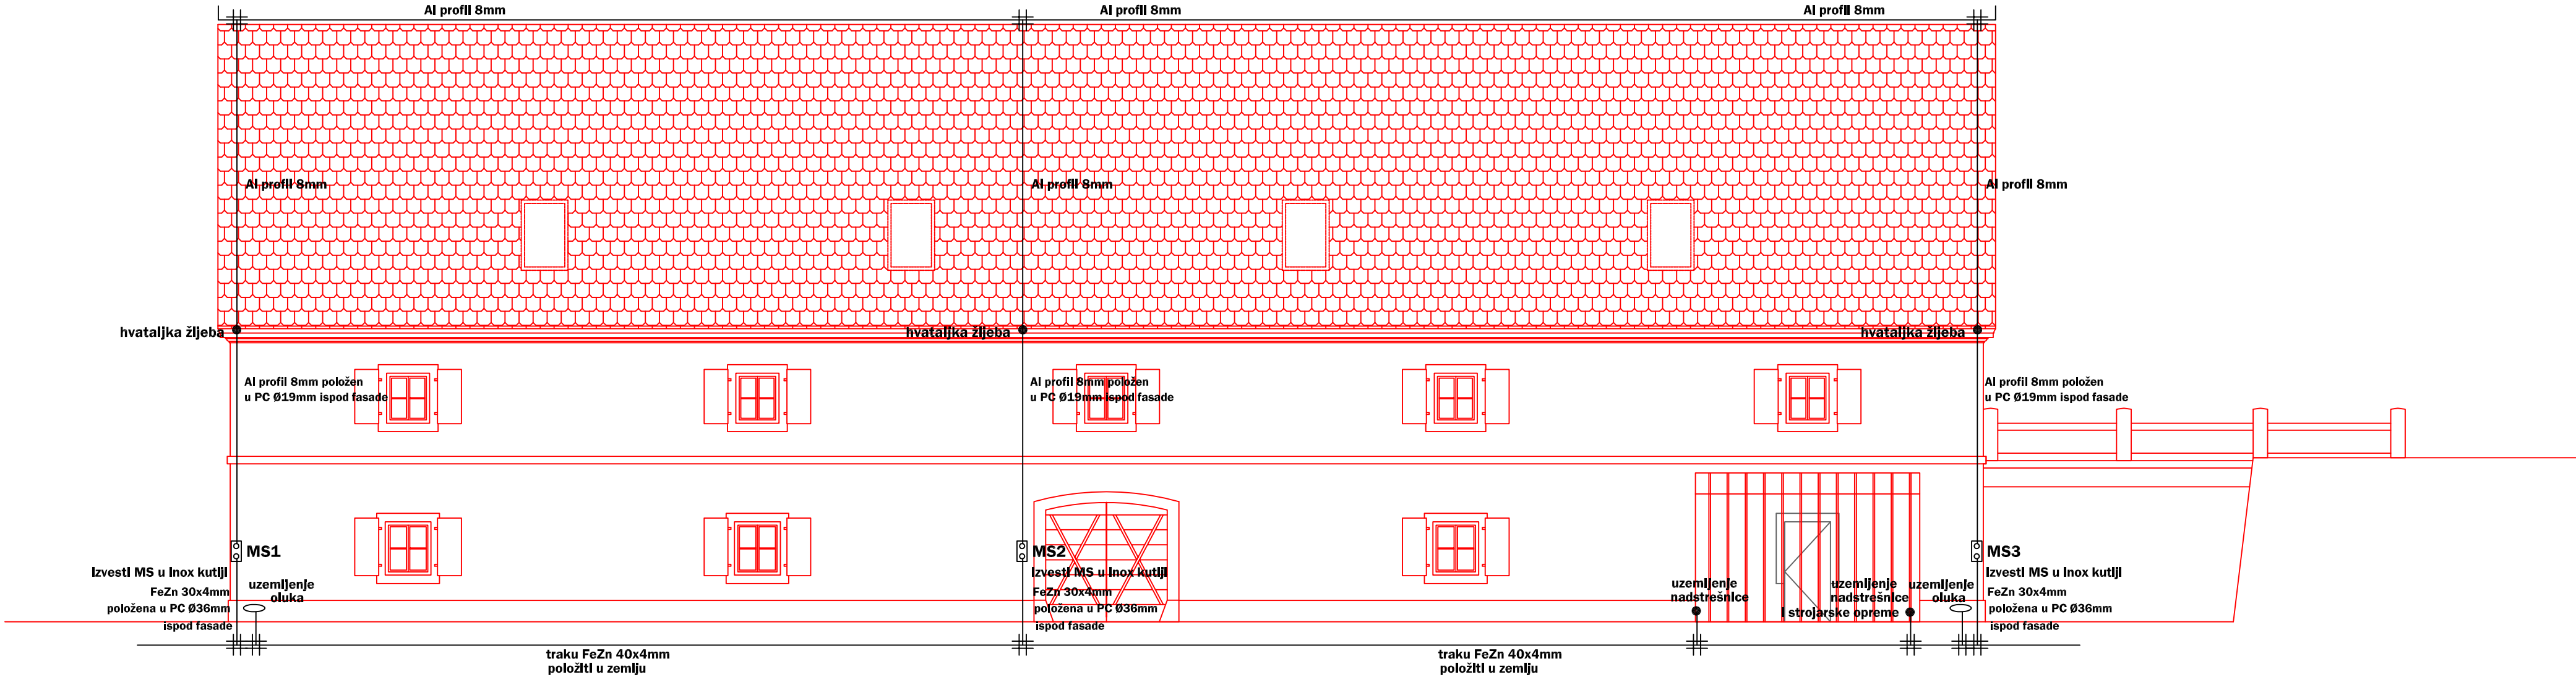 Al profil 8mm
Al profil 8mm
Al profil 8mm
Al profil 8mm
Al profil 8mm
Al profil 8mm
hvataljka žljeba
hvataljka žljeba
hvataljka žljeba
Al profil 8mm položen
u PC Ø19mm ispod fasade
Al profil 8mm položen
u PC Ø19mm ispod fasade
Al profil 8mm položen
u PC Ø19mm ispod fasade
MS1
Izvesti MS u Inox kutiji
FeZn 30x4mm
položena u PC Ø36mm
ispod fasade
uzemljenje
oluka
MS2
Izvesti MS u Inox kutiji
FeZn 30x4mm
položena u PC Ø36mm
ispod fasade
uzemljenje
nadstrešnice
uzemljenje
nadstrešnice
i strojarske opreme
uzemljenje
oluka
MS3
Izvesti MS u Inox kutiji
FeZn 30x4mm
položena u PC Ø36mm
ispod fasade
traku FeZn 40x4mm
položiti u zemlju
traku FeZn 40x4mm
položiti u zemlju